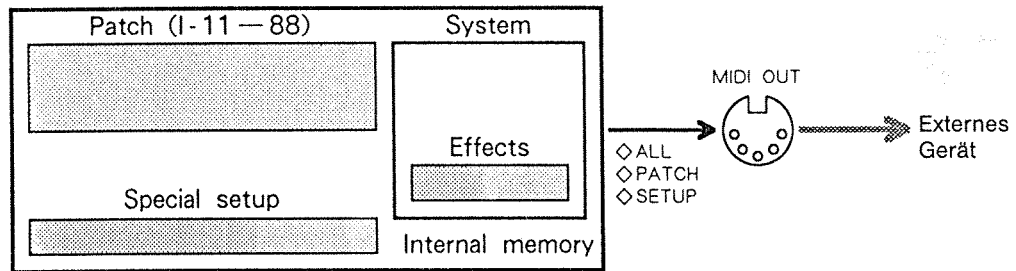 Patch (I-11 — 88)
System
Effects
Special setup
Internal memory
◇ALL
◇PATCH
◇SETUP
MIDI OUT
Externes
Gerät